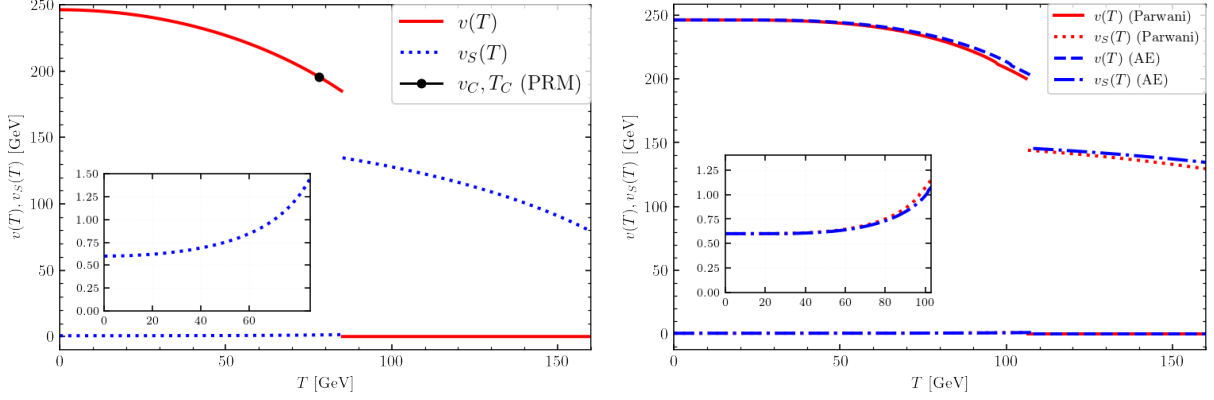 v(T)
v_S(T)
v_C, T_C (PRM)
v(T), v_S(T) [GeV]
250
200
150
100
50
0
1.50
1.25
1.00
0.75
0.50
0.25
0.00
0 20 40 60
0 50 100 150
T [GeV]
v(T) (Parwani)
v_S(T) (Parwani)
v(T) (AE)
v_S(T) (AE)
v(T), v_S(T) [GeV]
250
200
150
100
50
0
1.25
1.00
0.75
0.50
0.25
0.00
0 20 40 60 80 100
0 50 100 150
T [GeV]